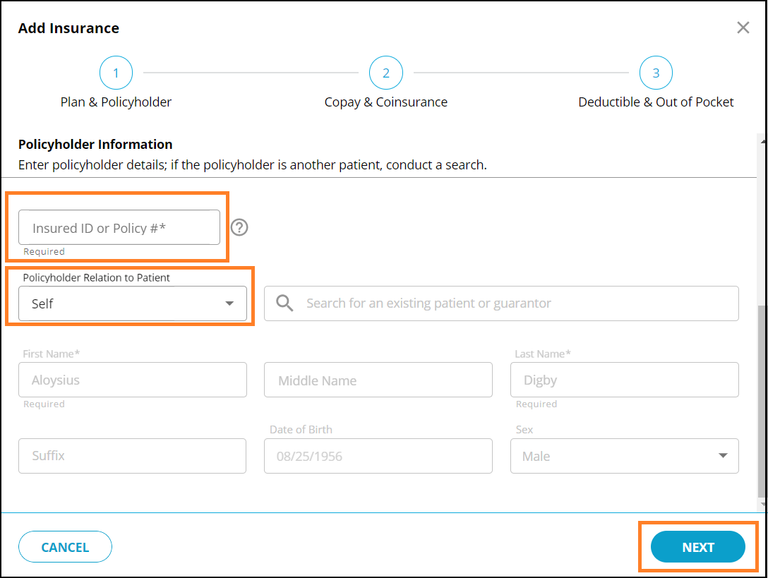 Add Insurance
1
2
3
Plan & Policyholder
Copay & Coinsurance
Deductible & Out of Pocket
Policyholder Information
Enter policyholder details; if the policyholder is another patient, conduct a search.
Insured ID or Policy #*
Required
Policyholder Relation to Patient
Self
Search for an existing patient or guarantor
First Name*
Aloysius
Required
Middle Name
Last Name*
Digby
Required
Suffix
Date of Birth
08/25/1956
Sex
Male
CANCEL
NEXT